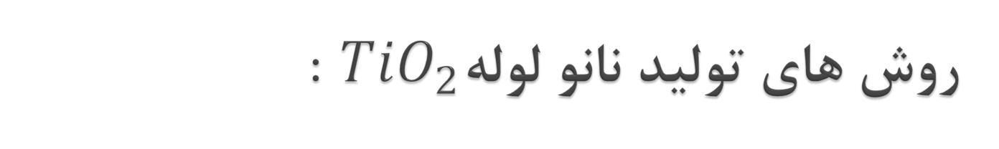 روش های تولید نانو لوله TiO₂ :